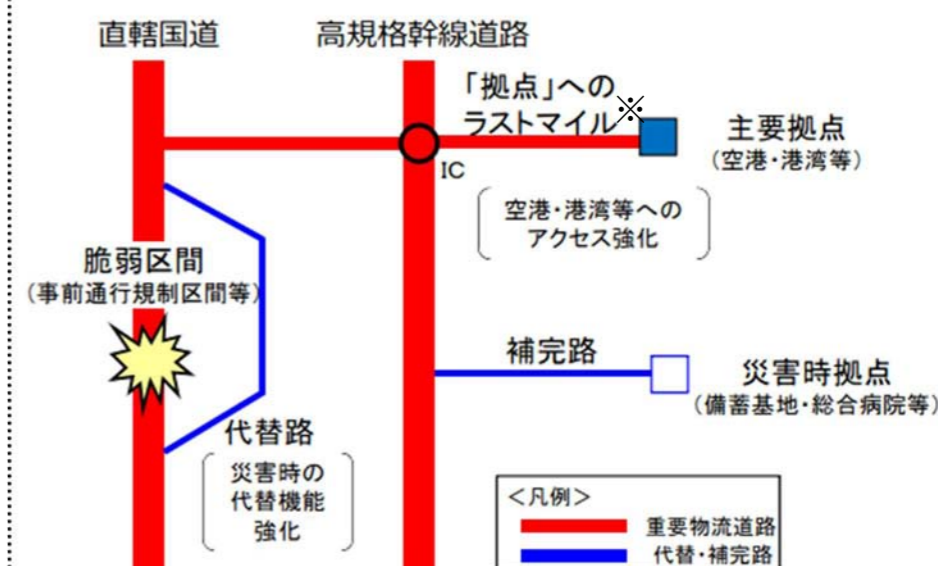 直轄国道
高規格幹線道路
「拠点」への
ラストマイル※
主要拠点
(空港・港湾等)
IC
空港・港湾等への
アクセス強化
脆弱区間
(事前通行規制区間等)
補完路
災害時拠点
(備蓄基地・総合病院等)
代替路
災害時の
代替機能
強化
<凡例>
重要物流道路
代替・補完路